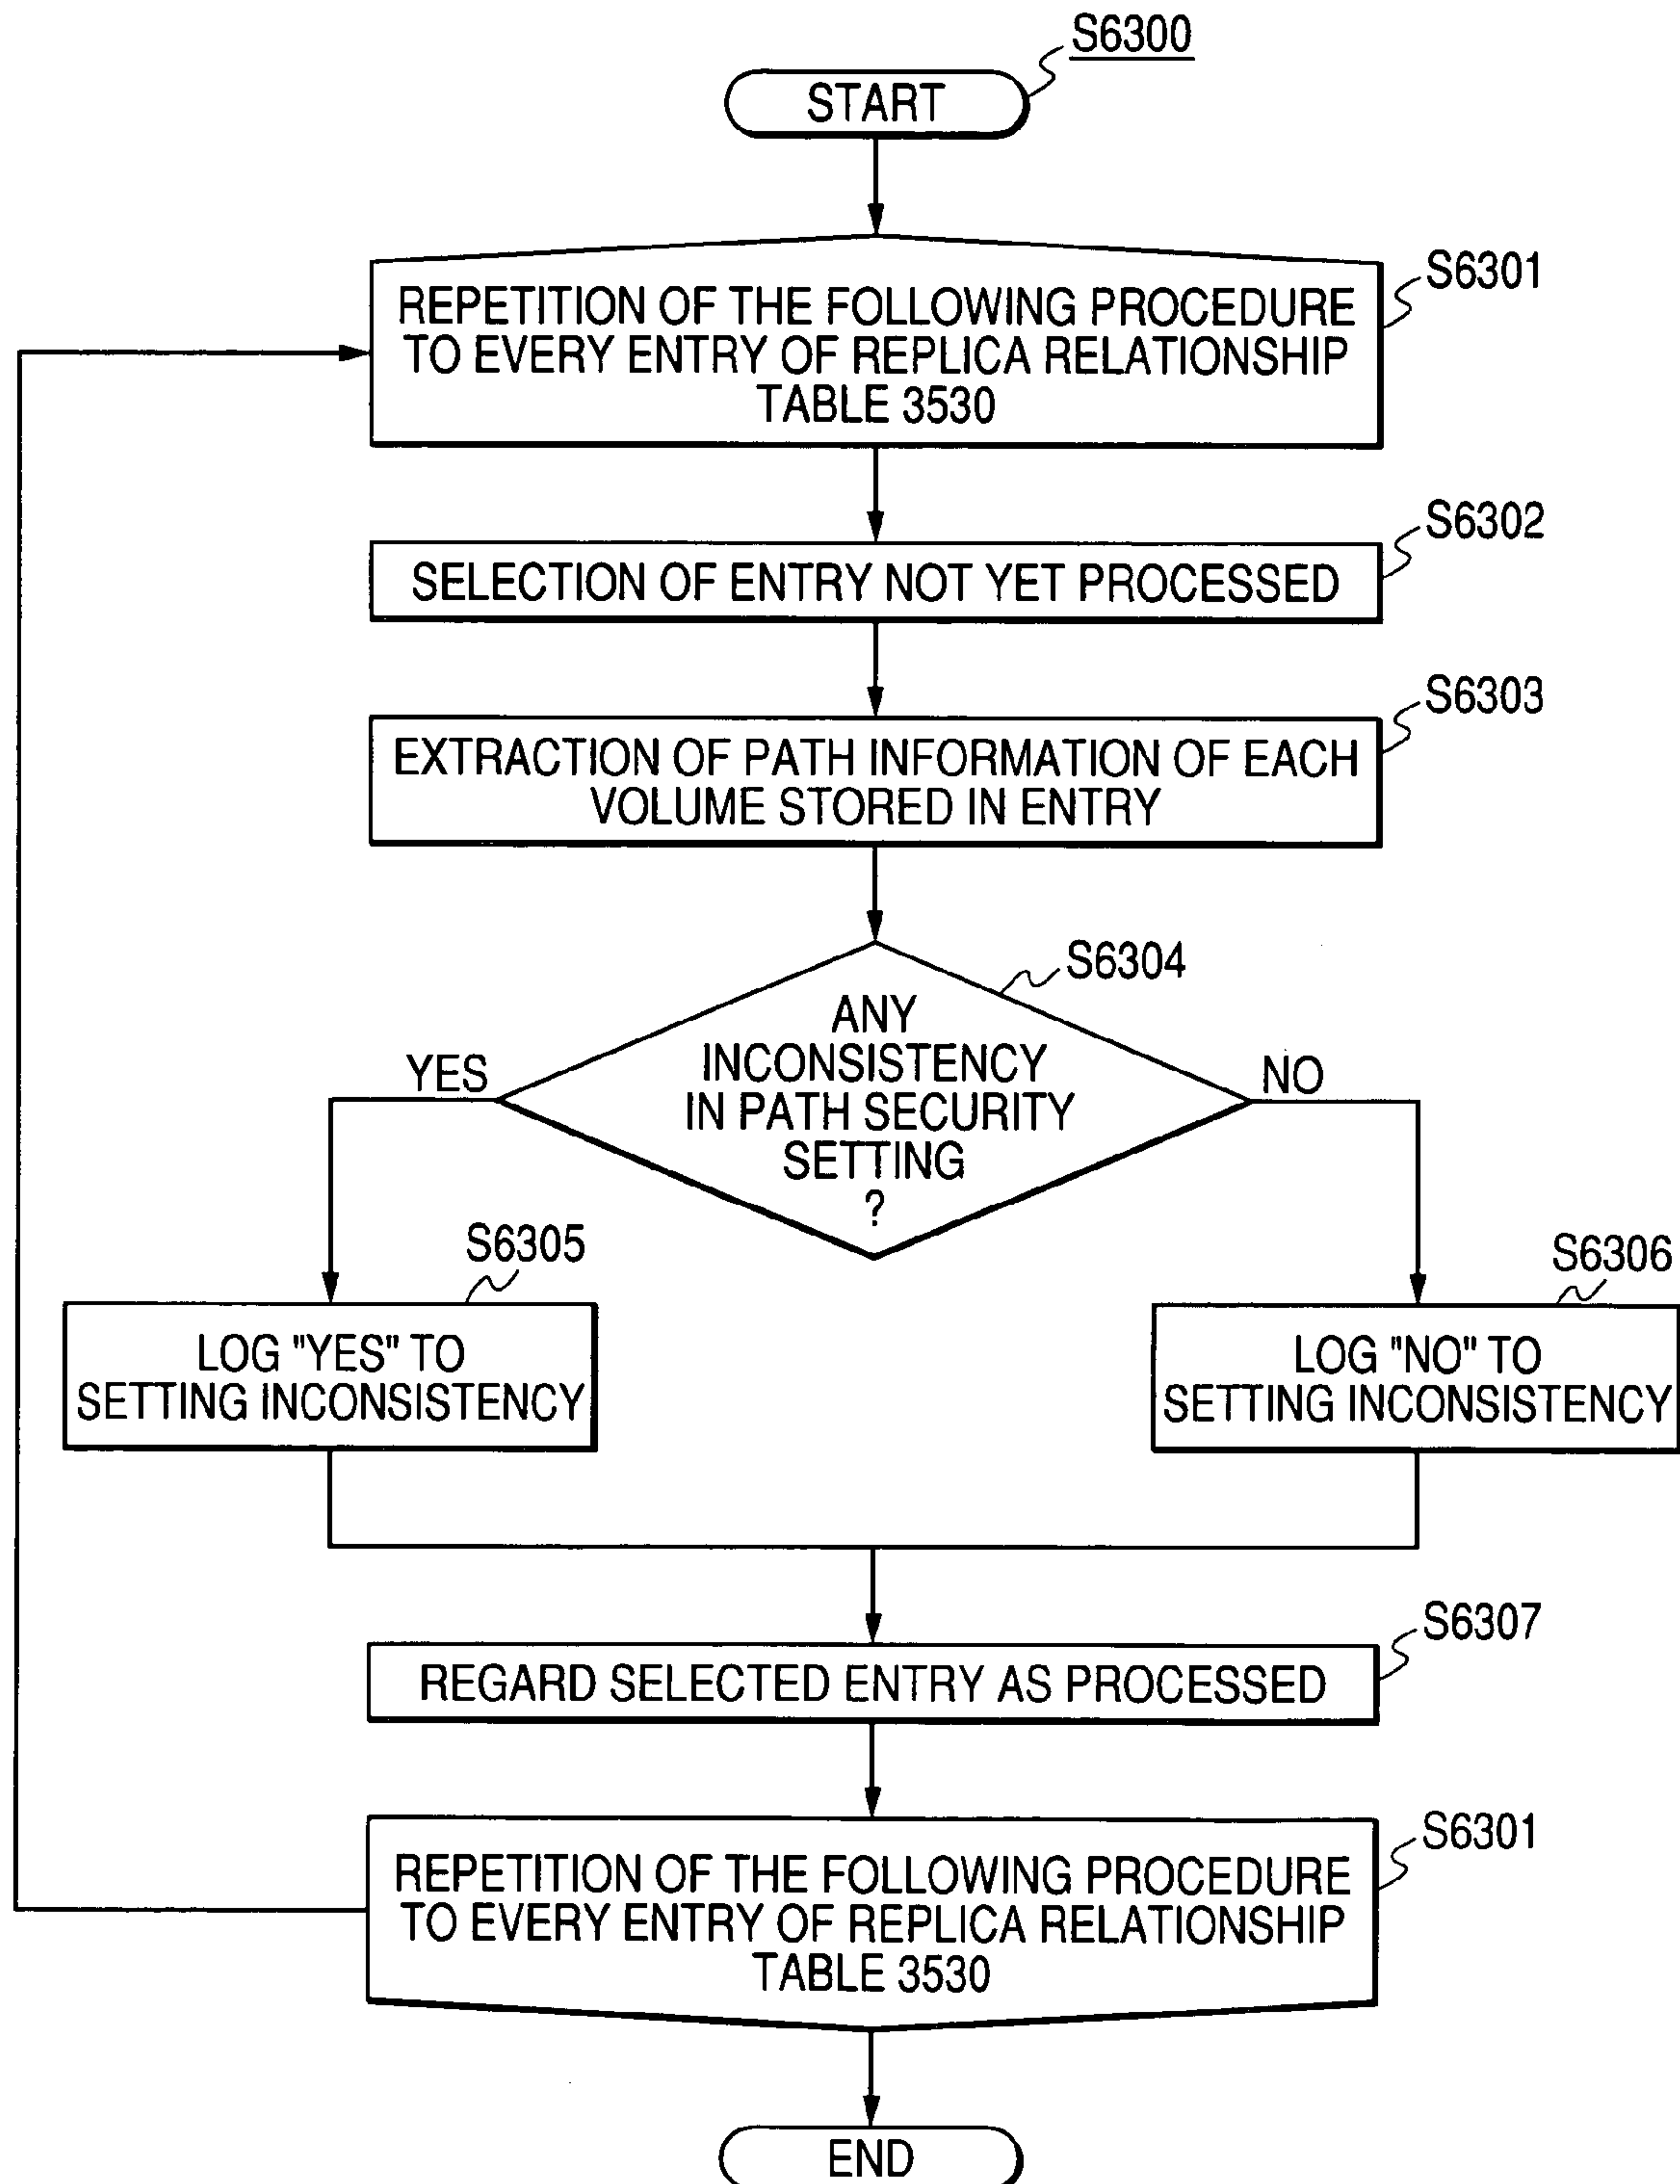 S6300
START
S6301
REPETITION OF THE FOLLOWING PROCEDURE
TO EVERY ENTRY OF REPLICA RELATIONSHIP
TABLE 3530
S6302
SELECTION OF ENTRY NOT YET PROCESSED
S6303
EXTRACTION OF PATH INFORMATION OF EACH
VOLUME STORED IN ENTRY
S6304
ANY
INCONSISTENCY
IN PATH SECURITY
SETTING
?
YES
NO
S6305
LOG "YES" TO
SETTING INCONSISTENCY
S6306
LOG "NO" TO
SETTING INCONSISTENCY
S6307
REGARD SELECTED ENTRY AS PROCESSED
S6301
REPETITION OF THE FOLLOWING PROCEDURE
TO EVERY ENTRY OF REPLICA RELATIONSHIP
TABLE 3530
END